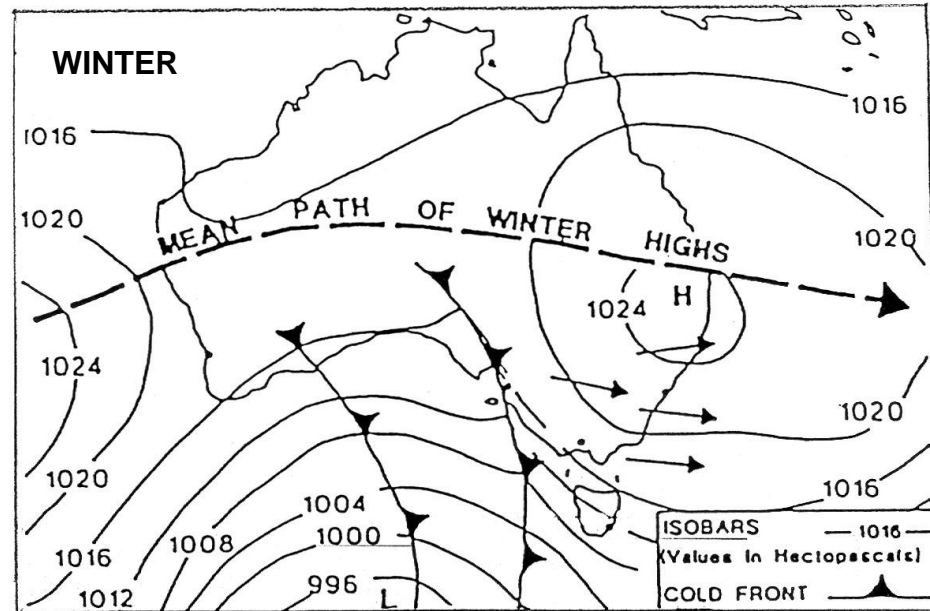 WINTER
1016
1016
1020
MEAN PATH OF WINTER HIGHS
1020
1024
H
1024
1020
1020
1016
1004
1016
1008
1000
1012
996
L
ISOBARS
1016
(Values In Hectopascals)
COLD FRONT